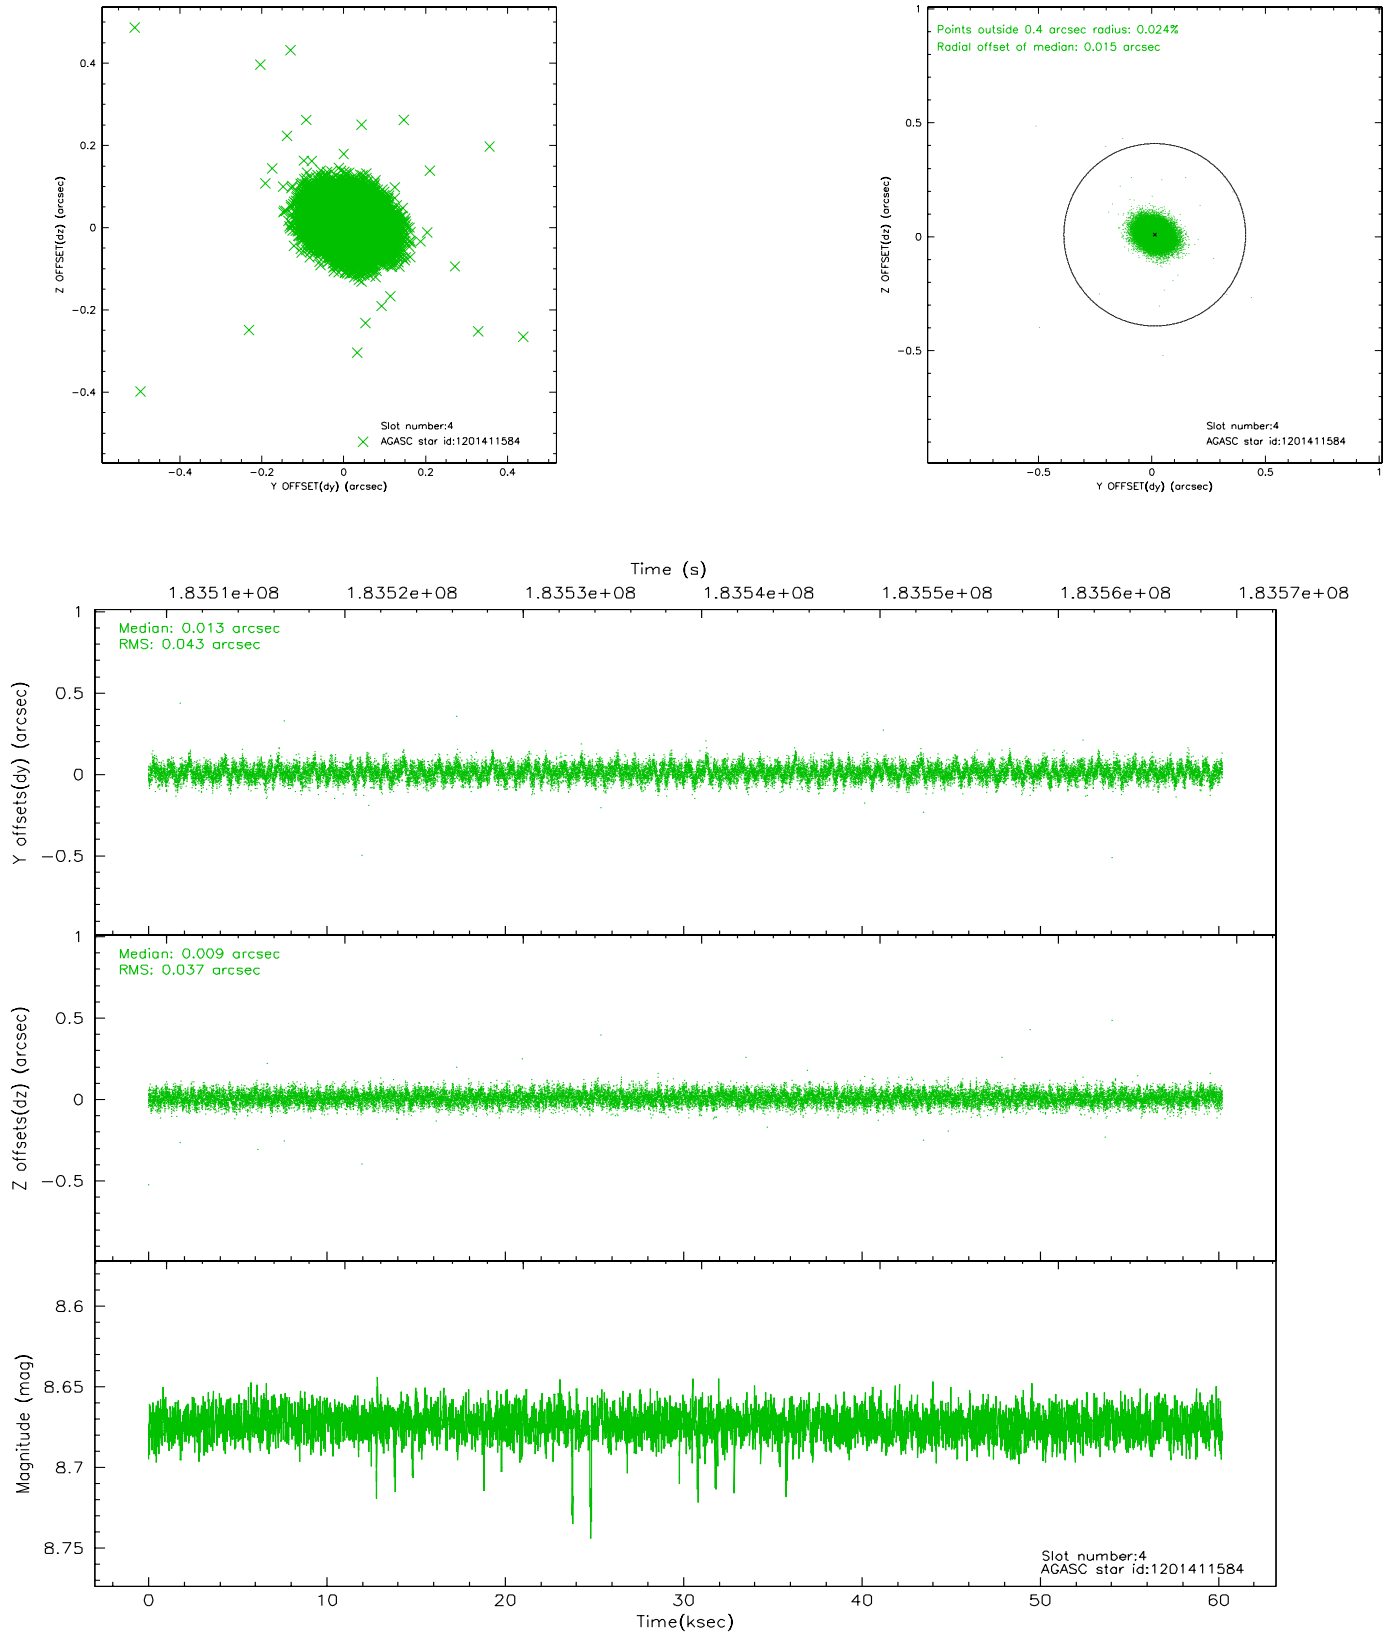 0.4
0.2
0
−0.2
−0.4
Z OFFSET(dz) (arcsec)
Slot number:4
AGASC star id:1201411584
−0.4
−0.2
0
0.2
0.4
Y OFFSET(dy) (arcsec)
1
0.5
0
−0.5
Z OFFSET(dz) (arcsec)
Points outside 0.4 arcsec radius: 0.024%
Radial offset of median: 0.015 arcsec
Slot number:4
AGASC star id:1201411584
−0.5
0
0.5
1
Y OFFSET(dy) (arcsec)
Time (s)
1.8351e+08
1.8352e+08
1.8353e+08
1.8354e+08
1.8355e+08
1.8356e+08
1.8357e+08
1
0.5
0
−0.5
Y offsets(dy) (arcsec)
Median: 0.013 arcsec
RMS: 0.043 arcsec
1
0.5
0
−0.5
Z offsets(dz) (arcsec)
Median: 0.009 arcsec
RMS: 0.037 arcsec
8.6
8.65
8.7
8.75
Magnitude (mag)
Slot number:4
AGASC star id:1201411584
0
10
20
30
40
50
60
Time(ksec)